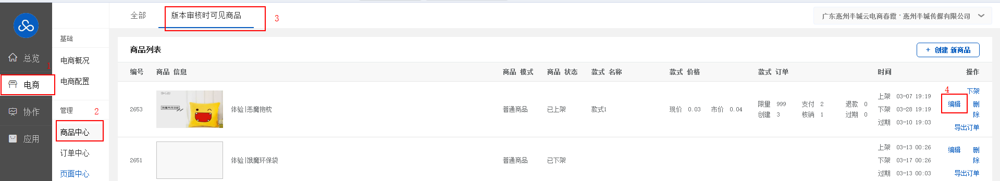 全部
版本审核时可见商品
3
广东惠州半城云电商春霞·惠州半城传媒有限公司
总览
1
电商
协作
应用
基础
电商概况
电商配置
管理
2
商品中心
订单中心
页面中心
商品列表
+ 创建 新商品
编号 商品 信息 商品 模式 商品 状态 款式 名称 款式 价格 款式 订单 时间 操作
2653 体验|恶魔抱枕 普通商品 已上架 款式1 现价 0.03 市价 0.04
限量 999 支付 2 退款 0
创建 3 核销 1 过期 0
上架 03-07 19:19
下架 03-28 19:19
过期 03-10 19:03
4
下架
编辑 删除
导出订单
2651 体验|饿魔环保袋 普通商品 已下架
上架 03-13 00:26
下架 03-17 00:26
过期 03-13 00:03
编辑 删除
导出订单